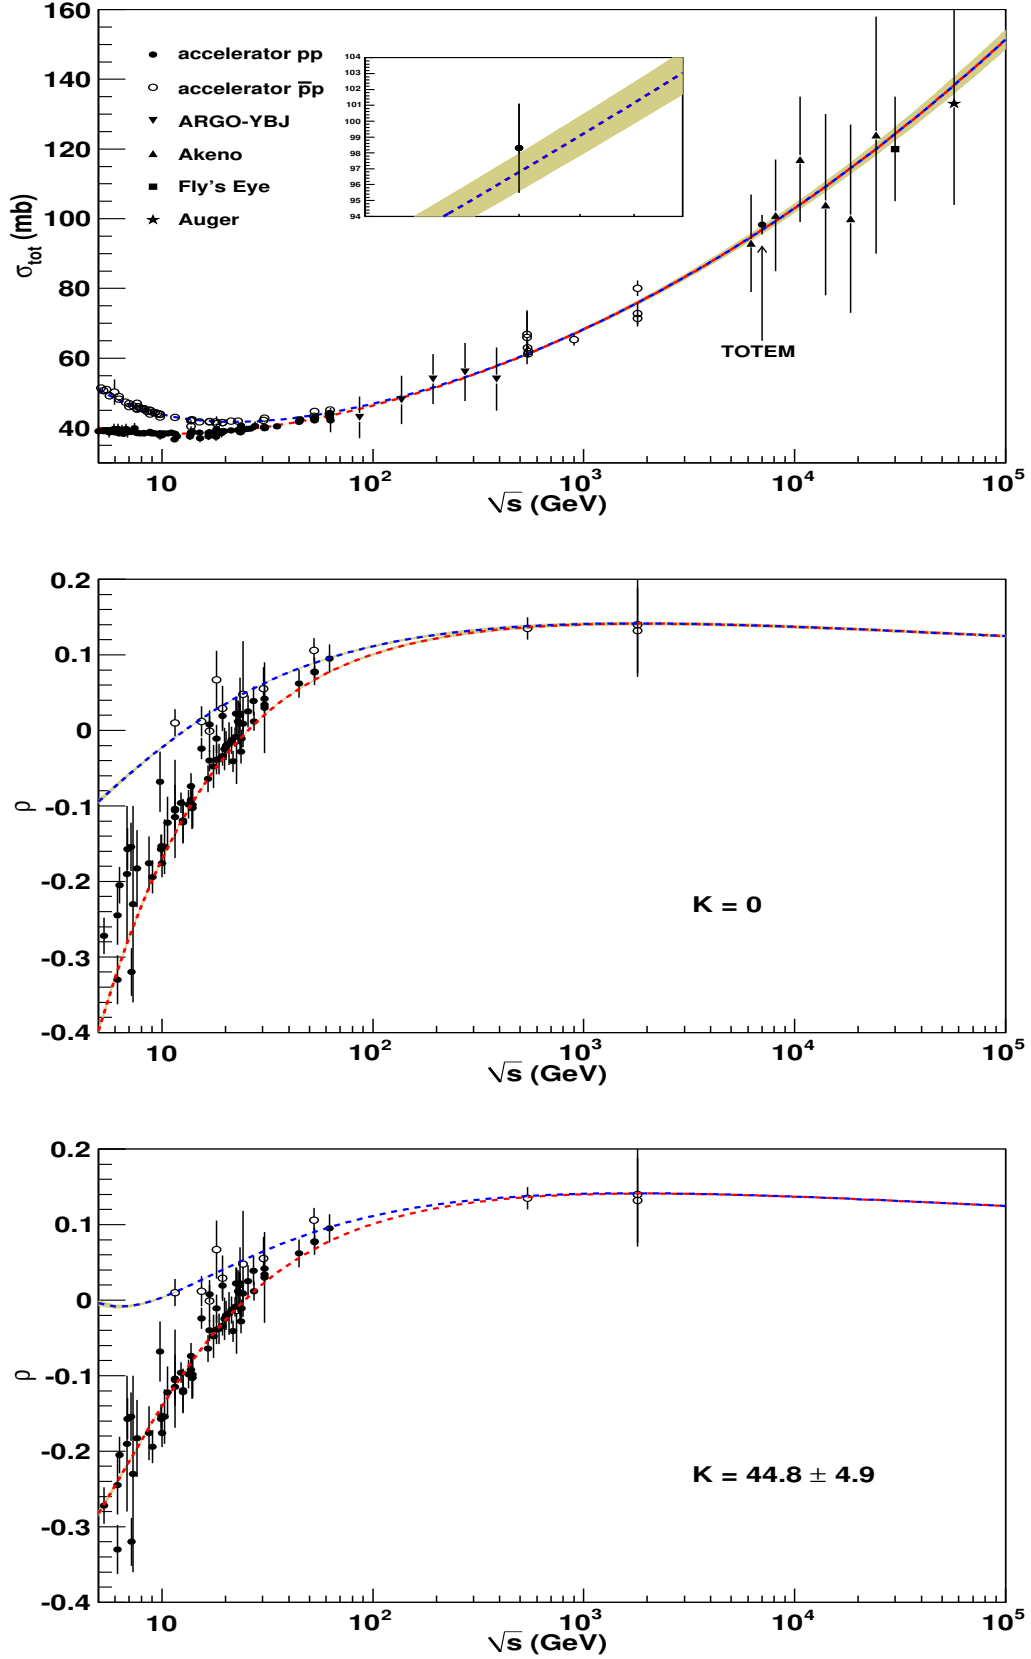 160
140
120
100
80
60
40
σtot (mb)
accelerator pp
accelerator p̅p
ARGO-YBJ
Akeno
Fly's Eye
Auger
104
103
102
101
100
99
98
97
96
95
94
TOTEM
10 10² 10³ 10⁴ 10⁵
√s (GeV)
0.2
0.1
0
-0.1
-0.2
-0.3
-0.4
ρ
K = 0
10 10² 10³ 10⁴ 10⁵
√s (GeV)
0.2
0.1
0
-0.1
-0.2
-0.3
-0.4
ρ
K = 44.8 ± 4.9
10 10² 10³ 10⁴ 10⁵
√s (GeV)